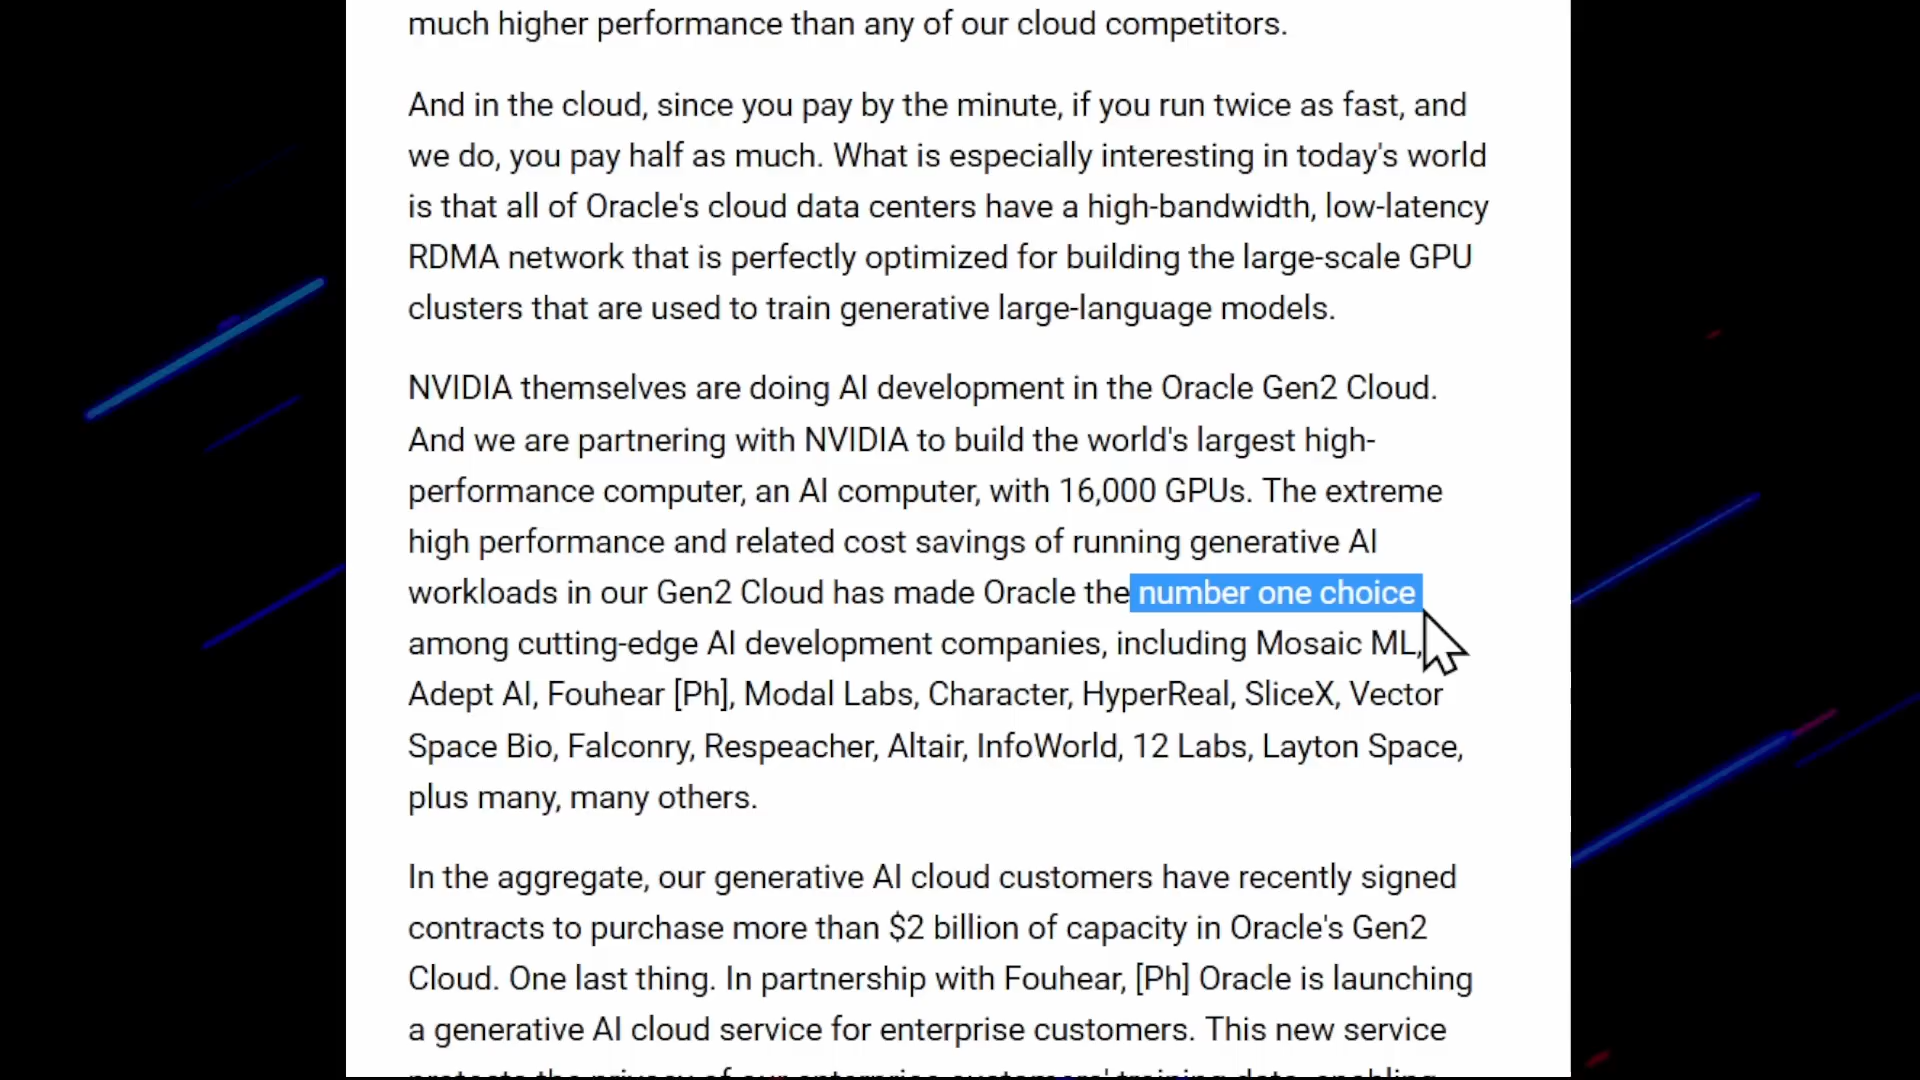 much higher performance than any of our cloud competitors.
And in the cloud, since you pay by the minute, if you run twice as fast, and
we do, you pay half as much. What is especially interesting in today's world
is that all of Oracle's cloud data centers have a high-bandwidth, low-latency
RDMA network that is perfectly optimized for building the large-scale GPU
clusters that are used to train generative large-language models.
NVIDIA themselves are doing AI development in the Oracle Gen2 Cloud.
And we are partnering with NVIDIA to build the world's largest high-
performance computer, an AI computer, with 16,000 GPUs. The extreme
high performance and related cost savings of running generative AI
workloads in our Gen2 Cloud has made Oracle the number one choice
among cutting-edge AI development companies, including Mosaic ML,
Adept AI, Fouhear [Ph], Modal Labs, Character, HyperReal, SliceX, Vector
Space Bio, Falconry, Respeacher, Altair, InfoWorld, 12 Labs, Layton Space,
plus many, many others.
In the aggregate, our generative AI cloud customers have recently signed
contracts to purchase more than $2 billion of capacity in Oracle's Gen2
Cloud. One last thing. In partnership with Fouhear, [Ph] Oracle is launching
a generative AI cloud service for enterprise customers. This new service
protects the privacy of our enterprise customers' training data, enabling